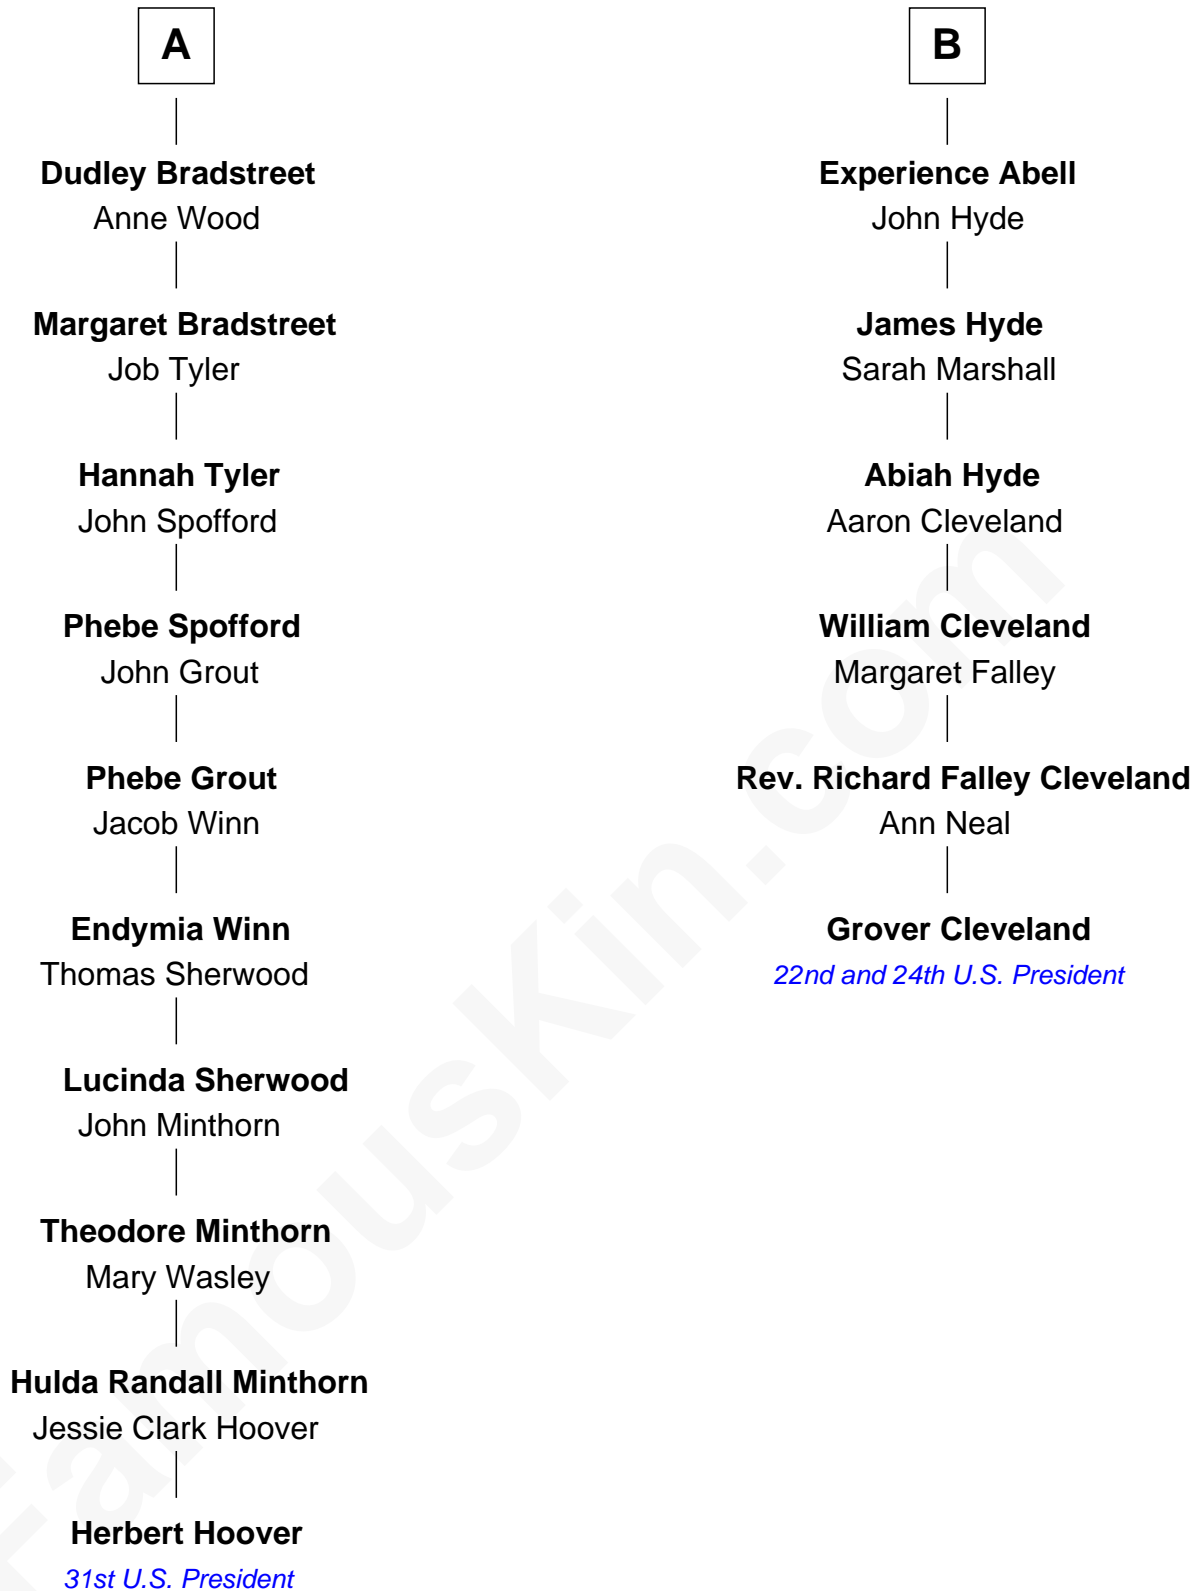 A
Dudley Bradstreet
Anne Wood
Margaret Bradstreet
Job Tyler
Hannah Tyler
John Spofford
Phebe Spofford
John Grout
Phebe Grout
Jacob Winn
Endymia Winn
Thomas Sherwood
Lucinda Sherwood
John Minthorn
Theodore Minthorn
Mary Wasley
Hulda Randall Minthorn
Jessie Clark Hoover
Herbert Hoover
31st U.S. President
B
Experience Abell
John Hyde
James Hyde
Sarah Marshall
Abiah Hyde
Aaron Cleveland
William Cleveland
Margaret Falley
Rev. Richard Falley Cleveland
Ann Neal
Grover Cleveland
22nd and 24th U.S. President
FamousKin.com